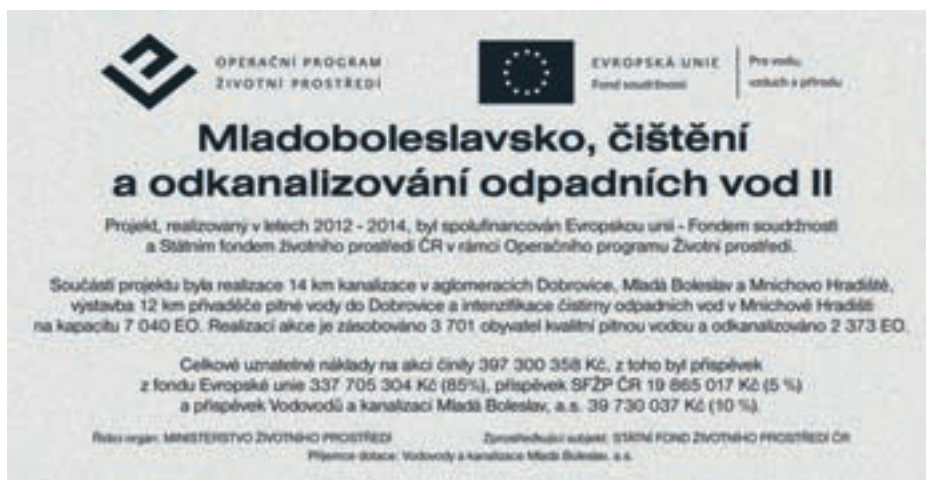 OPERAČNÍ PROGRAM
ŽIVOTNÍ PROSTŘEDÍ
EVROPSKÁ UNIE
Fond soudržnosti
Pro vodu,
vzduch a přírodu
Mladoboleslavsko, čištění
a odkanalizování odpadních vod II
Projekt, realizovaný v letech 2012 - 2014, byl spolufinancován Evropskou unií - Fondem soudržnosti
a Státním fondem životního prostředí ČR v rámci Operačního programu Životní prostředí.
Součástí projektu byla realizace 14 km kanalizace v aglomeracích Dobrovice, Mladá Boleslav a Mnichovo Hradiště,
výstavba 12 km přivaděče pitné vody do Dobrovice a intenzifikace čistírny odpadních vod v Mnichově Hradišti
na kapacitu 7 040 EO. Realizací akce je zásobováno 3 701 obyvatel kvalitní pitnou vodou a odkanalizováno 2 373 EO.
Celkové uznatelné náklady na akci činily 397 300 358 Kč, z toho byl příspěvek
z fondu Evropské unie 337 705 304 Kč (85%), příspěvek SFŽP ČR 19 865 017 Kč (5 %)
a příspěvek Vodovodů a kanalizací Mladá Boleslav, a.s. 39 730 037 Kč (10 %).
Řídící orgán: MINISTERSTVO ŽIVOTNÍHO PROSTŘEDÍ
Zprostředkující subjekt: STÁTNÍ FOND ŽIVOTNÍHO PROSTŘEDÍ ČR
Příjemce dotace: Vodovody a kanalizace Mladá Boleslav, a.s.